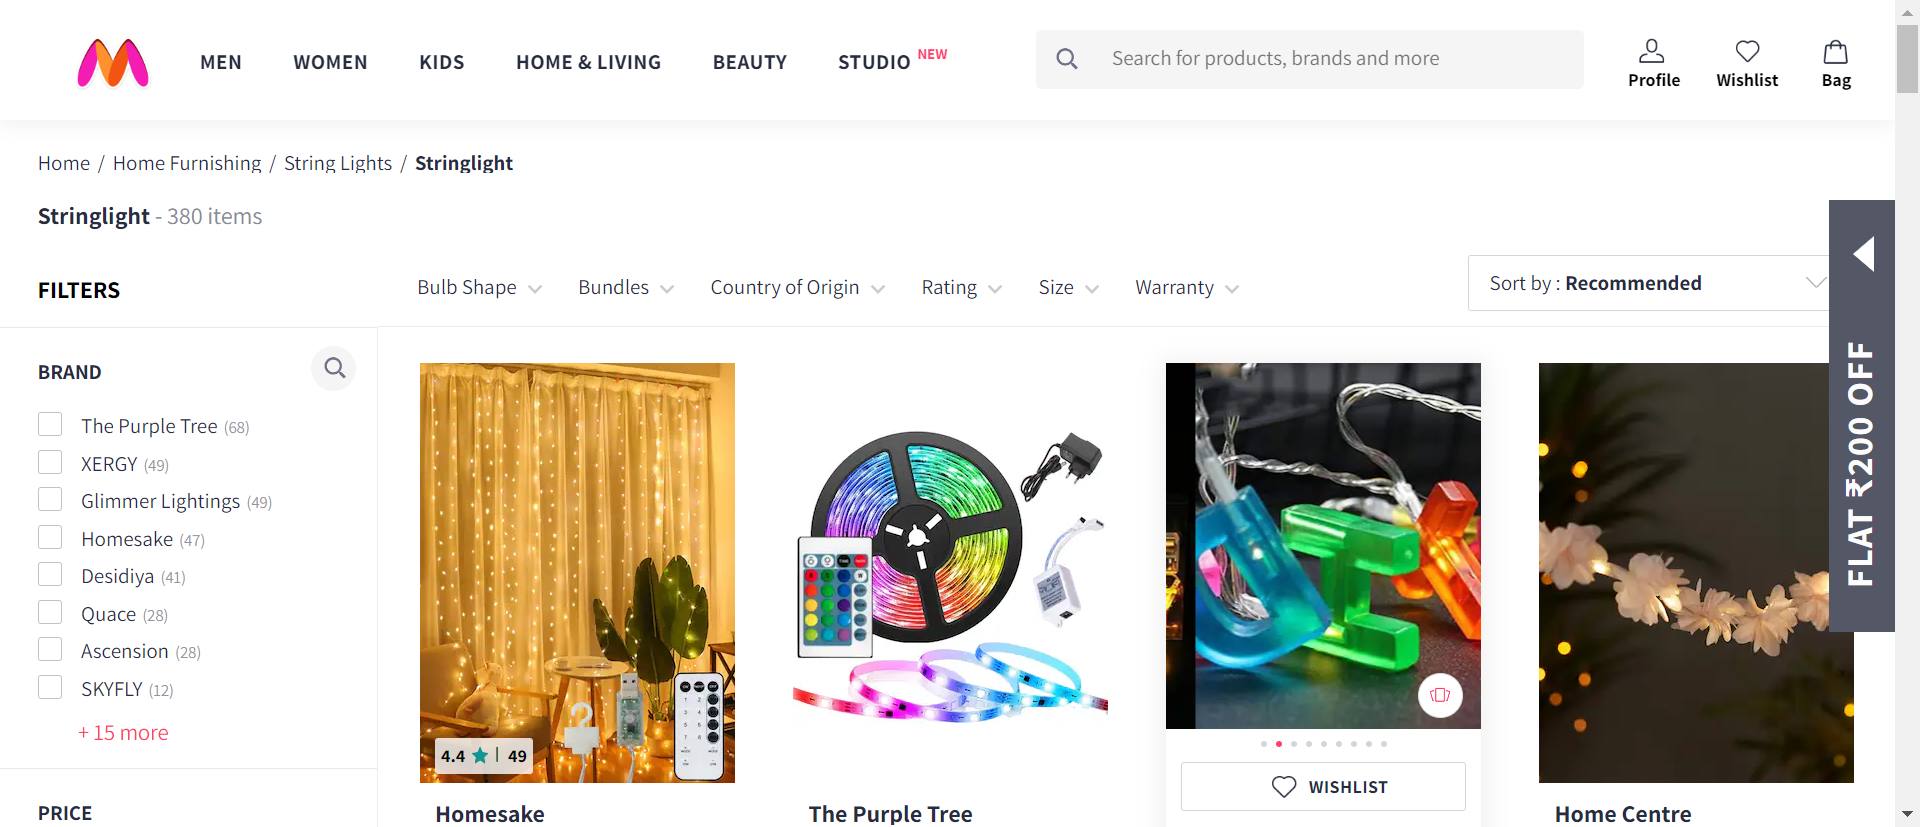 MEN WOMEN KIDS HOME & LIVING BEAUTY STUDIO NEW
Search for products, brands and more
Profile Wishlist Bag
Home / Home Furnishing / String Lights / Stringlight
Stringlight - 380 items
FILTERS
Bulb Shape Bundles Country of Origin Rating Size Warranty
Sort by : Recommended
FLAT ₹200 OFF
BRAND
The Purple Tree (68)
XERGY (49)
Glimmer Lightings (49)
Homesake (47)
Desidiya (41)
Quace (28)
Ascension (28)
SKYFLY (12)
+ 15 more
PRICE
4.4 ★ | 49
Homesake
The Purple Tree
WISHLIST
Home Centre